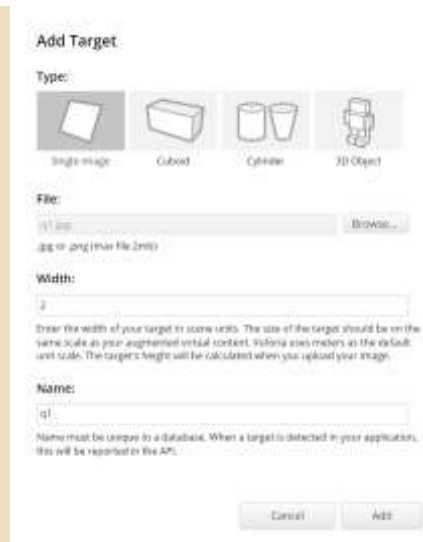 Add Target
Type:
Single Image Cuboid Cylinder 3D Object
File:
q1.jpg Browse...
.jpg or .png (max file 2mb)
Width:
2
Enter the width of your target in scene units. The size of the target should be on the
same scale as your augmented virtual content. Vuforia uses meters as the default
unit scale. The target's height will be calculated when you upload your image.
Name:
q1
Name must be unique to a database. When a target is detected in your application,
this will be reported in the API.
Cancel Add